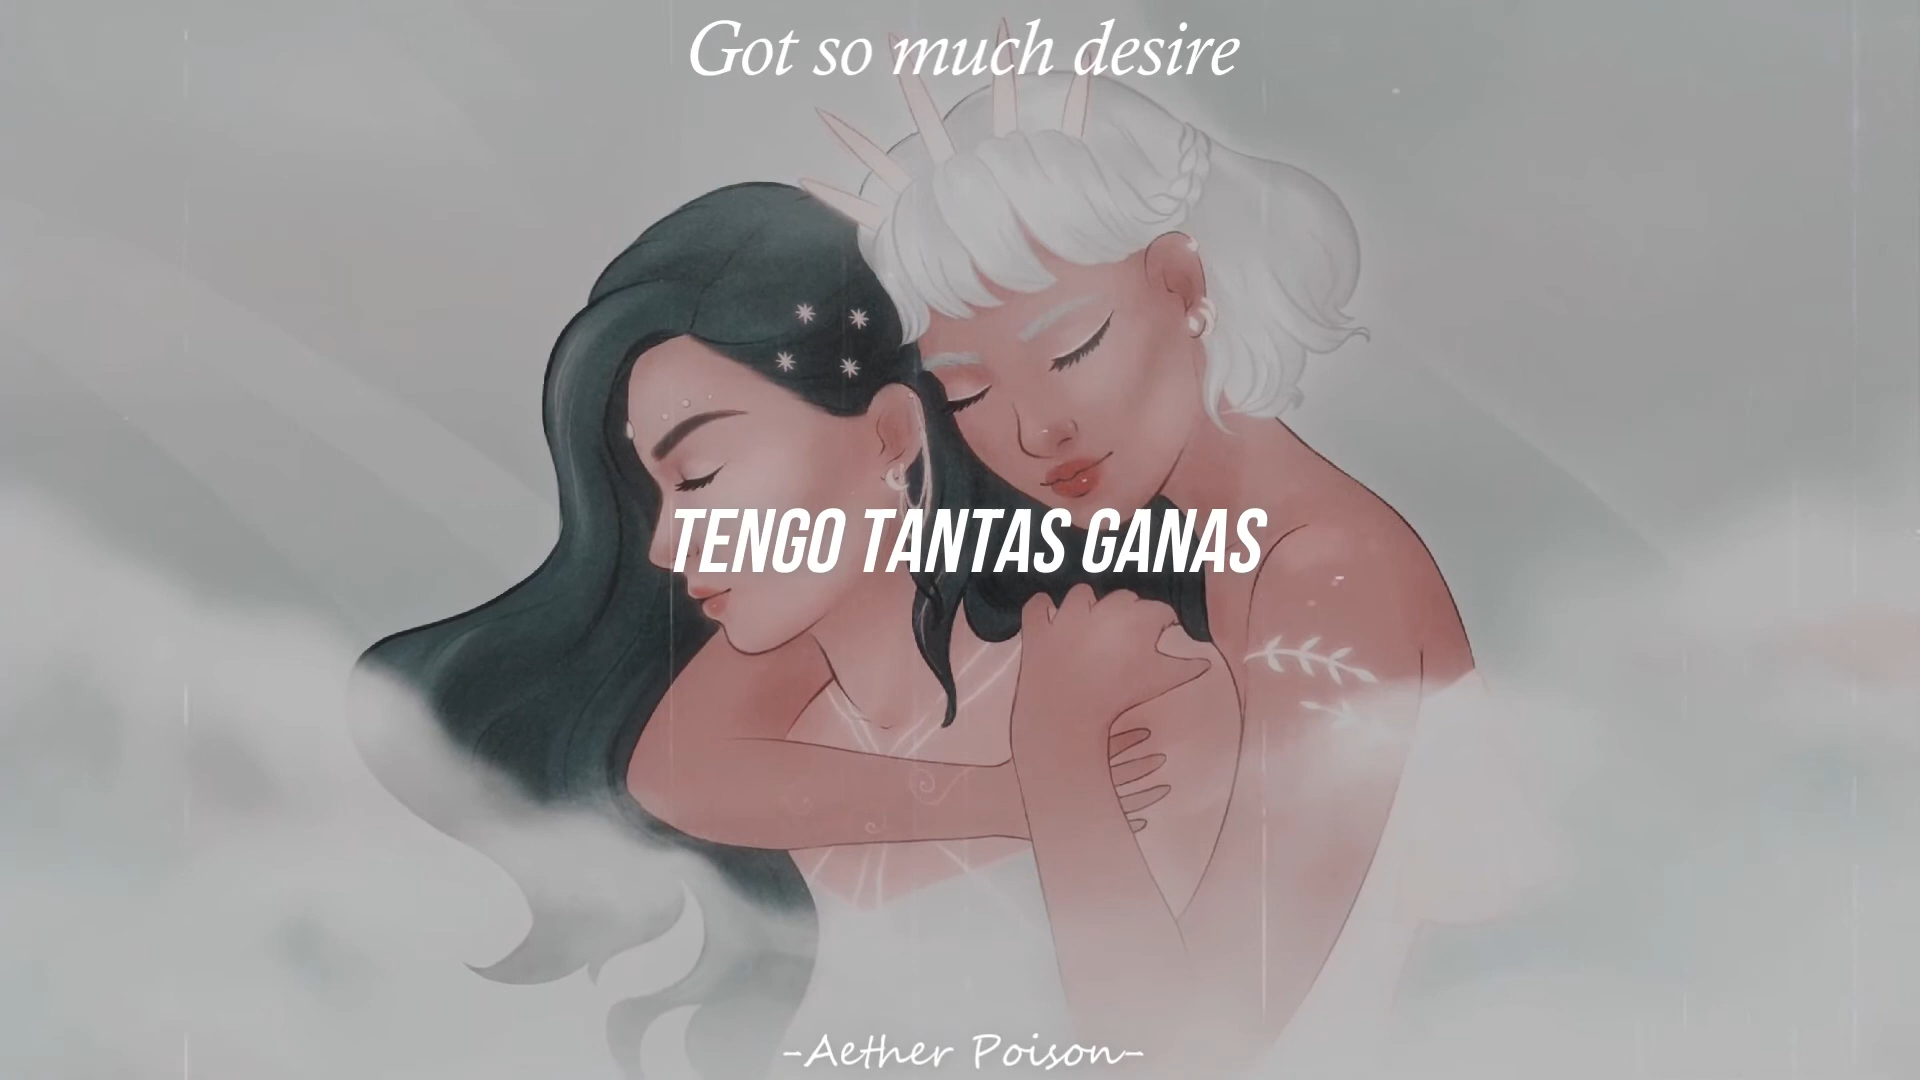 Got so much desire
TENGO TANTAS GANAS
-Aether Poison-